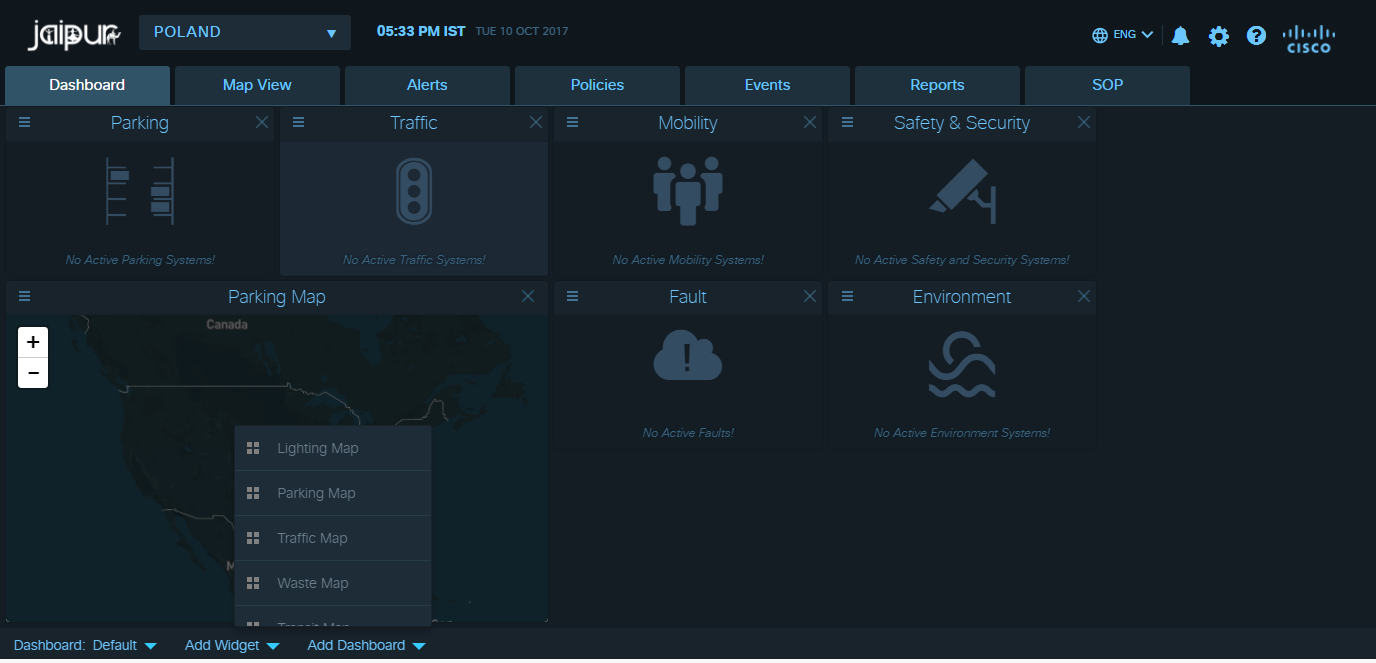 jaipur POLAND 05:33 PM IST TUE 10 OCT 2017 ENG CISCO
Dashboard Map View Alerts Policies Events Reports SOP
Parking Traffic Mobility Safety & Security
No Active Parking Systems! No Active Traffic Systems! No Active Mobility Systems! No Active Safety and Security Systems!
Parking Map Fault Environment
Canada
+
−
No Active Faults! No Active Environment Systems!
Lighting Map
Parking Map
Traffic Map
Waste Map
Transit Map
Dashboard: Default Add Widget Add Dashboard